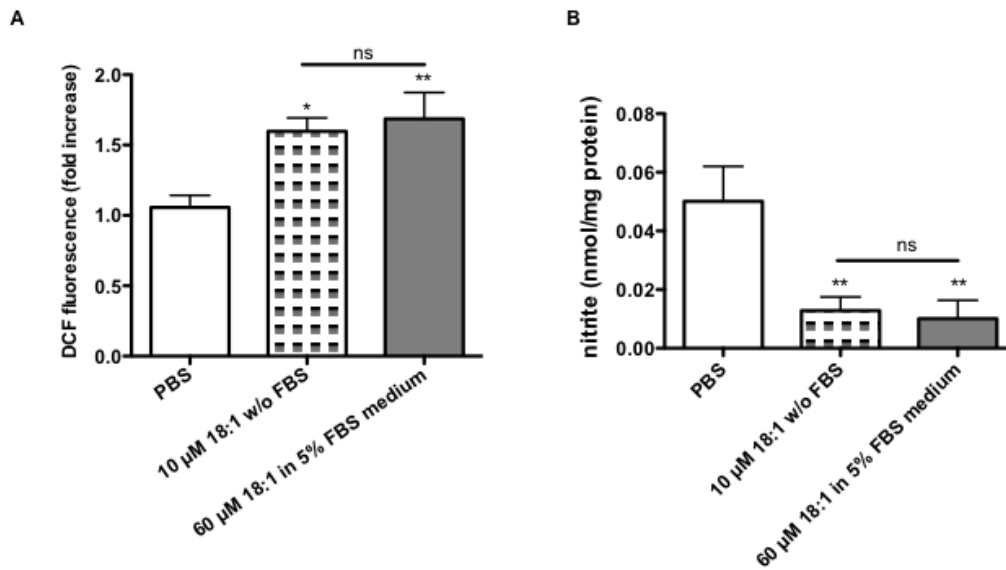 A
ns
*
**
DCF fluorescence (fold increase)
2.0
1.5
1.0
0.5
0.0
PBS
10 µM 18:1 w/o FBS
60 µM 18:1 in 5% FBS medium
B
nitrite (nmol/mg protein)
0.08
0.06
0.04
0.02
0.00
ns
**
**
PBS
10 µM 18:1 w/o FBS
60 µM 18:1 in 5% FBS medium